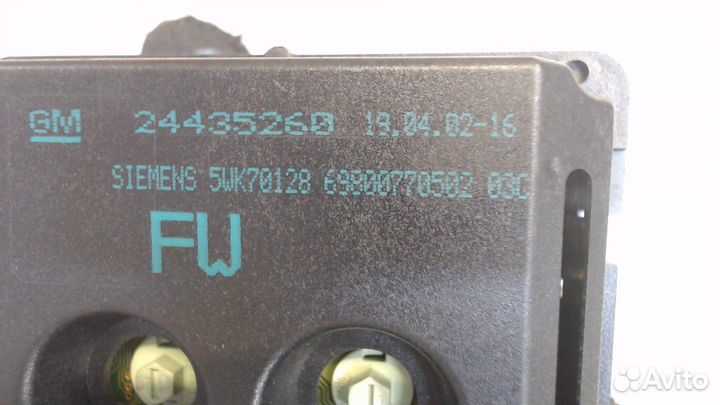 GM 24435260 19.04.02-16
SIEMENS 5WK70128 69800770502 03C
FW
Avito